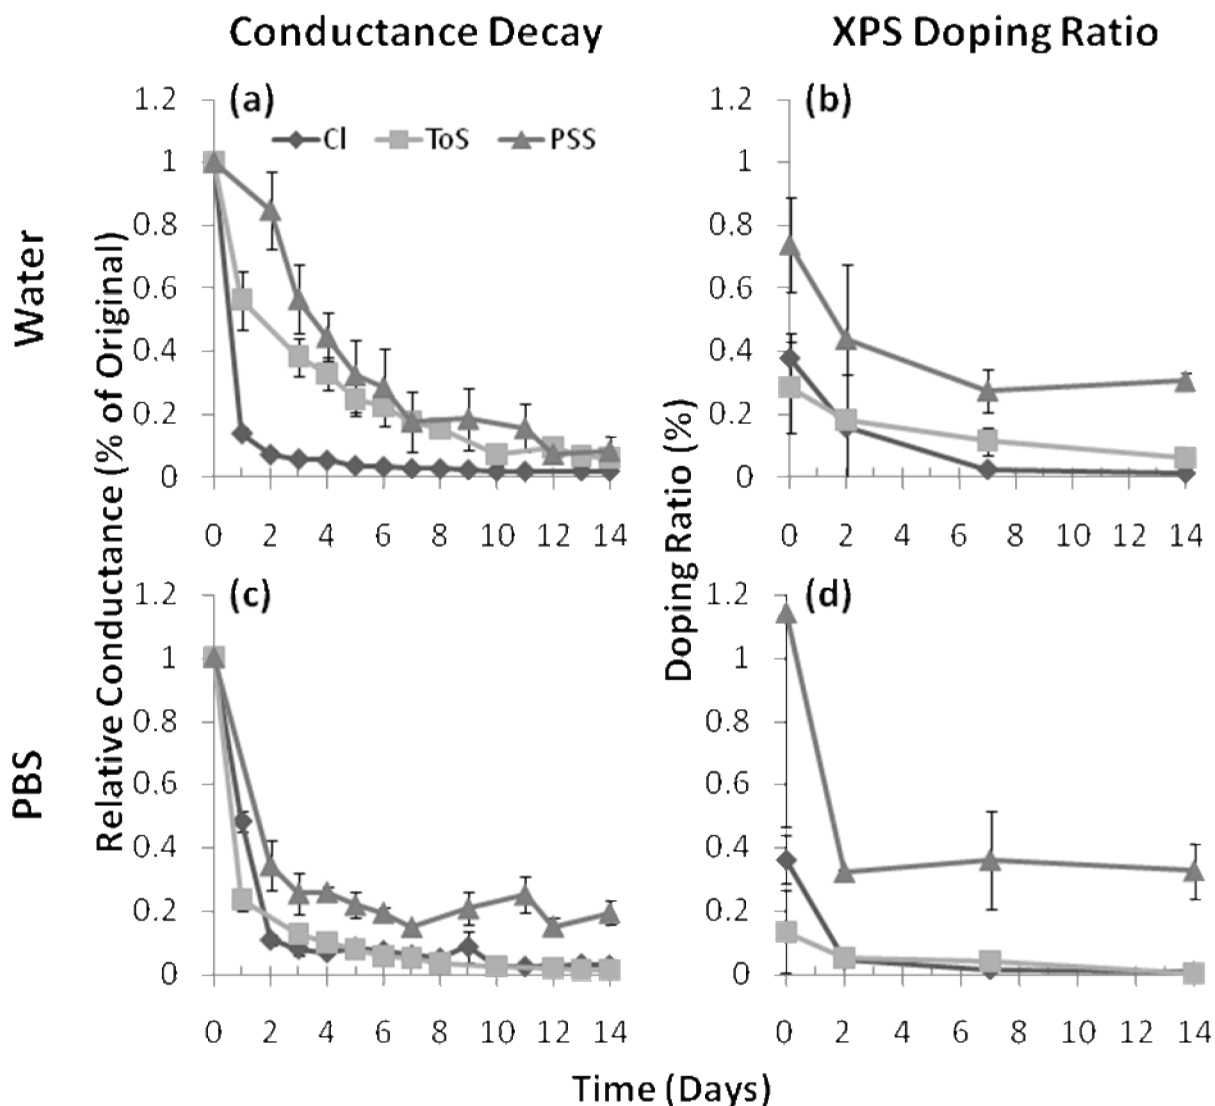 Conductance Decay XPS Doping Ratio
Water
Relative Conductance (% of Original)
(a)
Cl ToS PSS
1.2
1
0.8
0.6
0.4
0.2
0
0 2 4 6 8 10 12 14
Doping Ratio (%)
(b)
1.2
1
0.8
0.6
0.4
0.2
0
0 2 4 6 8 10 12 14
PBS
(c)
1.2
1
0.8
0.6
0.4
0.2
0
0 2 4 6 8 10 12 14
(d)
1.2
1
0.8
0.6
0.4
0.2
0
0 2 4 6 8 10 12 14
Time (Days)